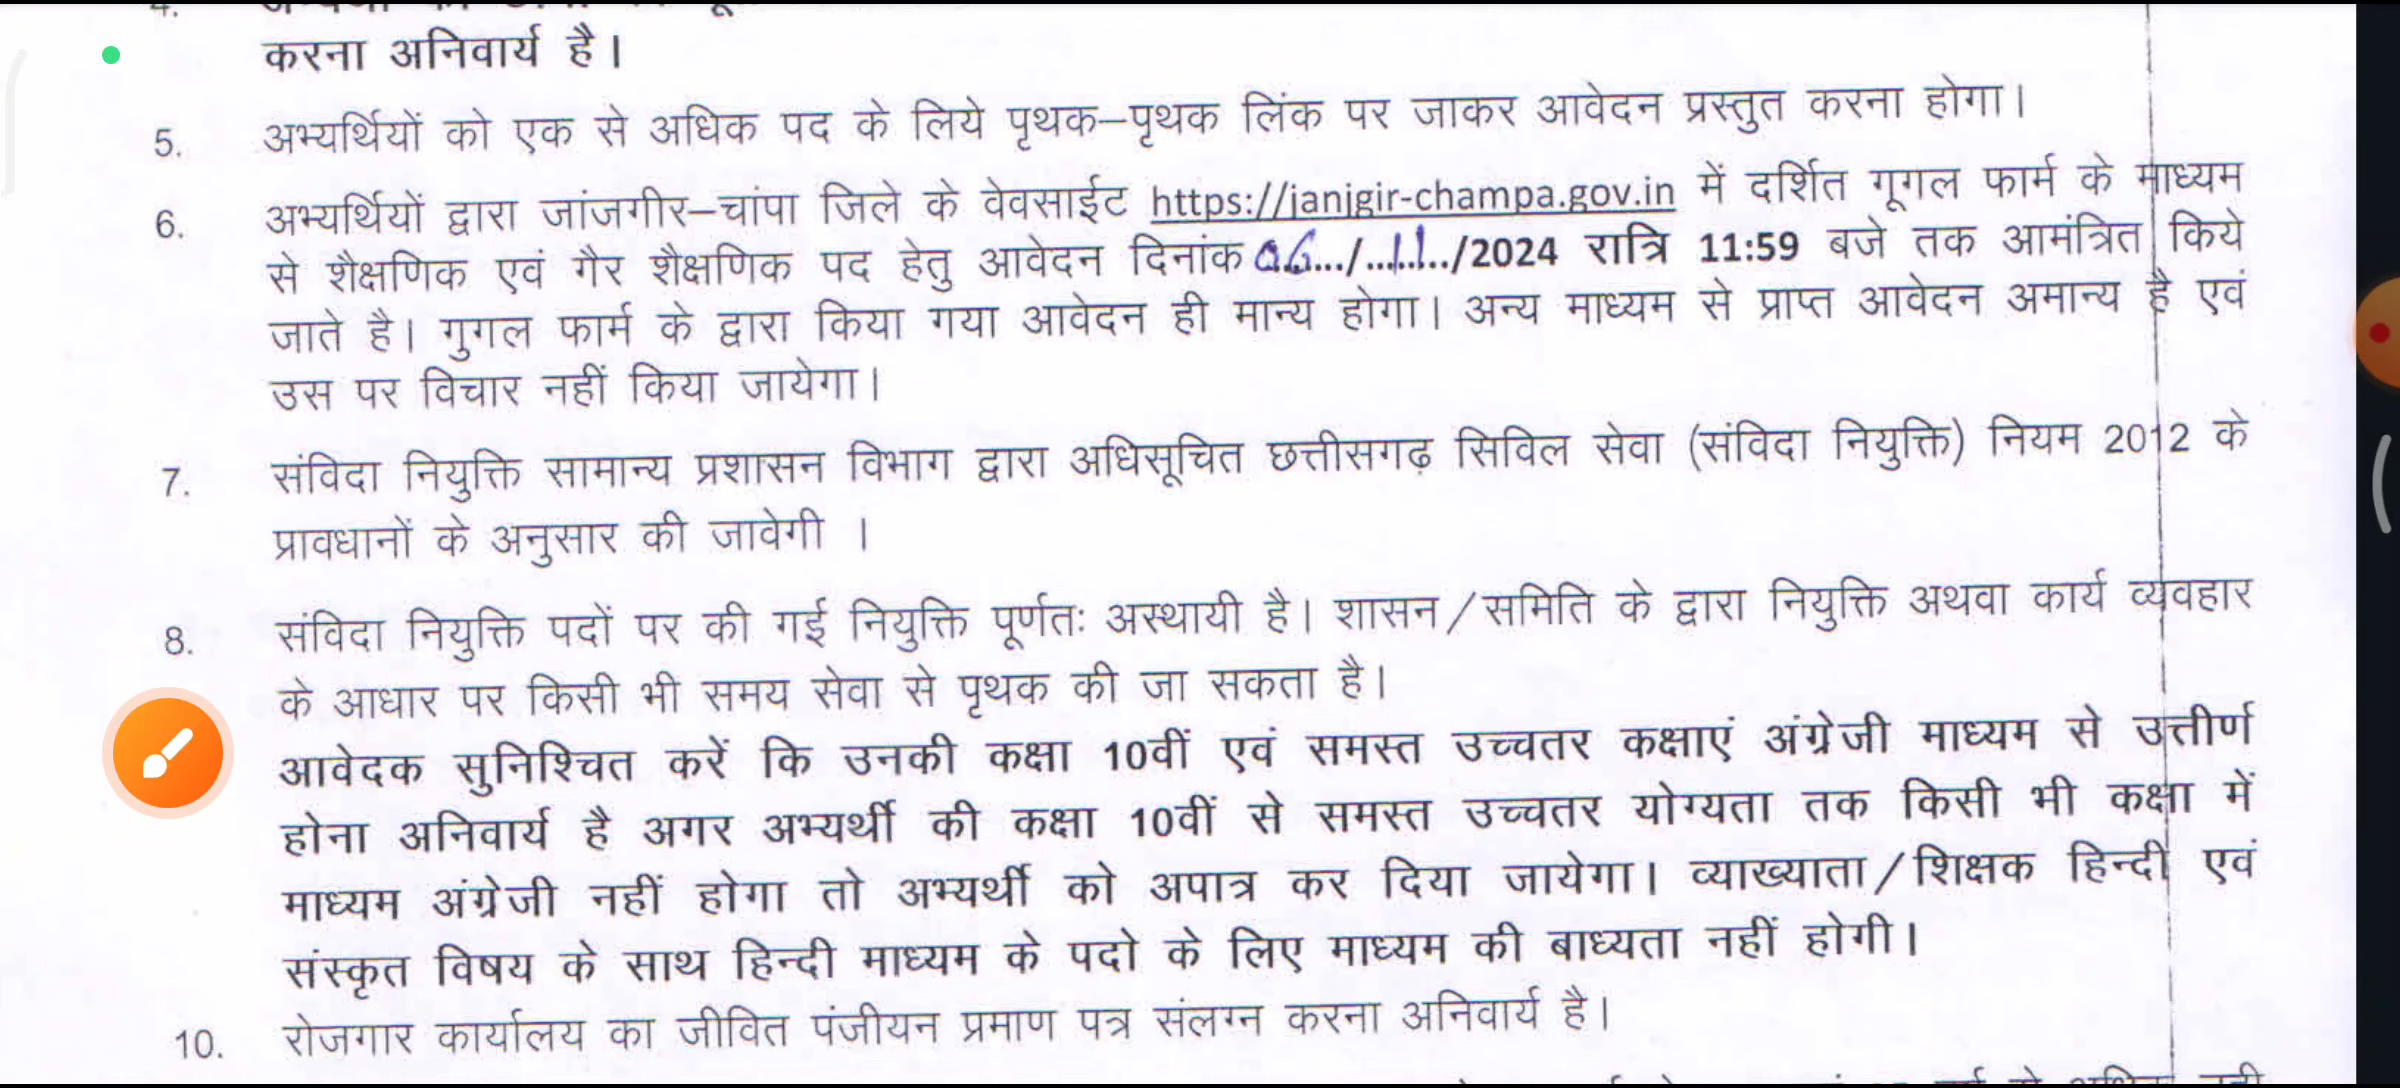 4.
करना अनिवार्य है।
5. अभ्यर्थियों को एक से अधिक पद के लिये पृथक–पृथक लिंक पर जाकर आवेदन प्रस्तुत करना होगा।
6. अभ्यर्थियों द्वारा जांजगीर–चांपा जिले के वेवसाईट https://janjgir-champa.gov.in में दर्शित गूगल फार्म के माध्यम
से शैक्षणिक एवं गैर शैक्षणिक पद हेतु आवेदन दिनांक 06..../...11.../2024 रात्रि 11:59 बजे तक आमंत्रित किये
जाते है। गुगल फार्म के द्वारा किया गया आवेदन ही मान्य होगा। अन्य माध्यम से प्राप्त आवेदन अमान्य है एवं
उस पर विचार नहीं किया जायेगा।
7. संविदा नियुक्ति सामान्य प्रशासन विभाग द्वारा अधिसूचित छत्तीसगढ़ सिविल सेवा (संविदा नियुक्ति) नियम 2012 के
प्रावधानों के अनुसार की जावेगी ।
8. संविदा नियुक्ति पदों पर की गई नियुक्ति पूर्णतः अस्थायी है। शासन/समिति के द्वारा नियुक्ति अथवा कार्य व्यवहार
के आधार पर किसी भी समय सेवा से पृथक की जा सकता है।
आवेदक सुनिश्चित करें कि उनकी कक्षा 10वीं एवं समस्त उच्चतर कक्षाएं अंग्रेजी माध्यम से उत्तीर्ण
होना अनिवार्य है अगर अभ्यर्थी की कक्षा 10वीं से समस्त उच्चतर योग्यता तक किसी भी कक्षा में
माध्यम अंग्रेजी नहीं होगा तो अभ्यर्थी को अपात्र कर दिया जायेगा। व्याख्याता/शिक्षक हिन्दी एवं
संस्कृत विषय के साथ हिन्दी माध्यम के पदो के लिए माध्यम की बाध्यता नहीं होगी।
10. रोजगार कार्यालय का जीवित पंजीयन प्रमाण पत्र संलग्न करना अनिवार्य है।